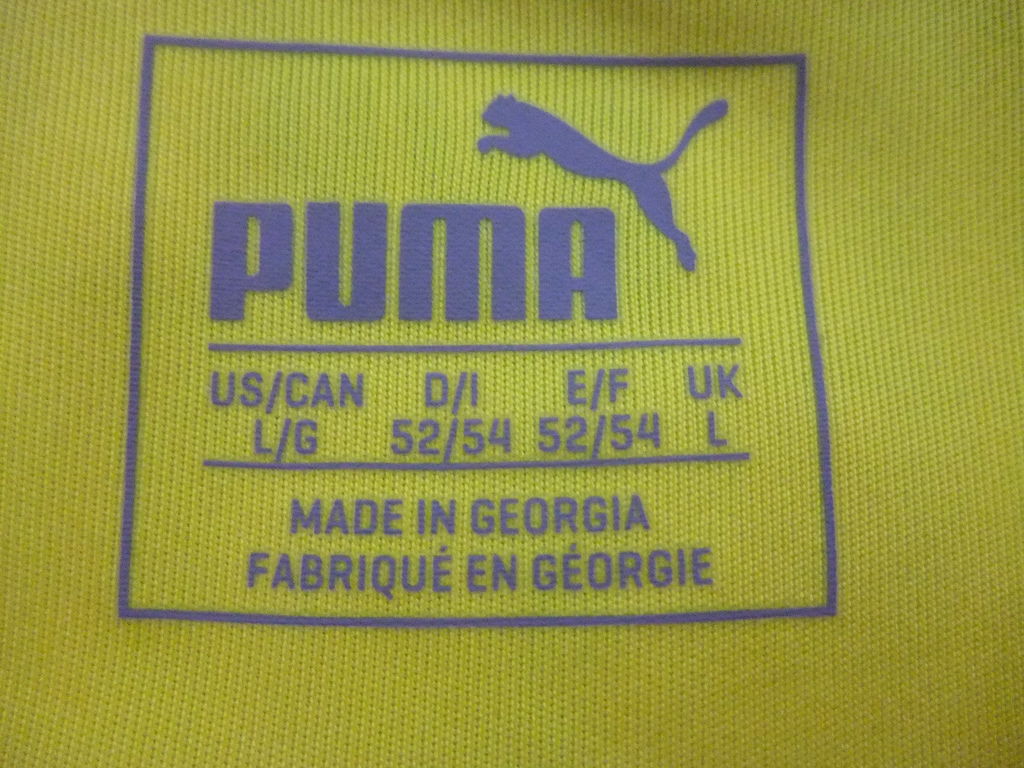 PUMA
US/CAN D/I E/F UK
L/G 52/54 52/54 L
MADE IN GEORGIA
FABRIQUÉ EN GÉORGIE